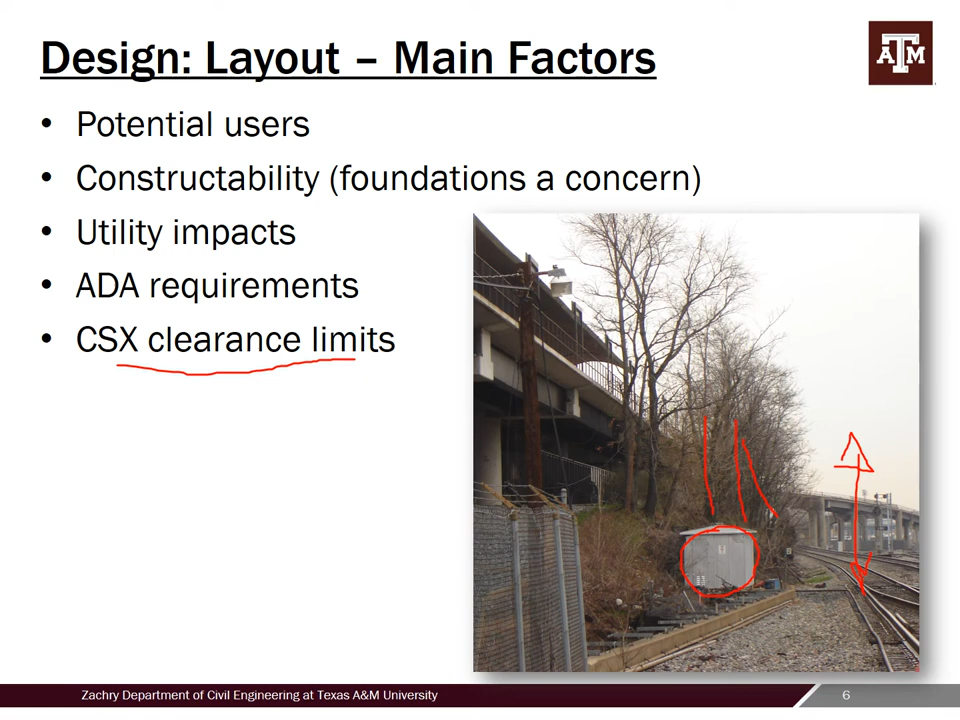 Design: Layout – Main Factors
ATM
• Potential users
• Constructability (foundations a concern)
• Utility impacts
• ADA requirements
• CSX clearance limits
Zachry Department of Civil Engineering at Texas A&M University
6